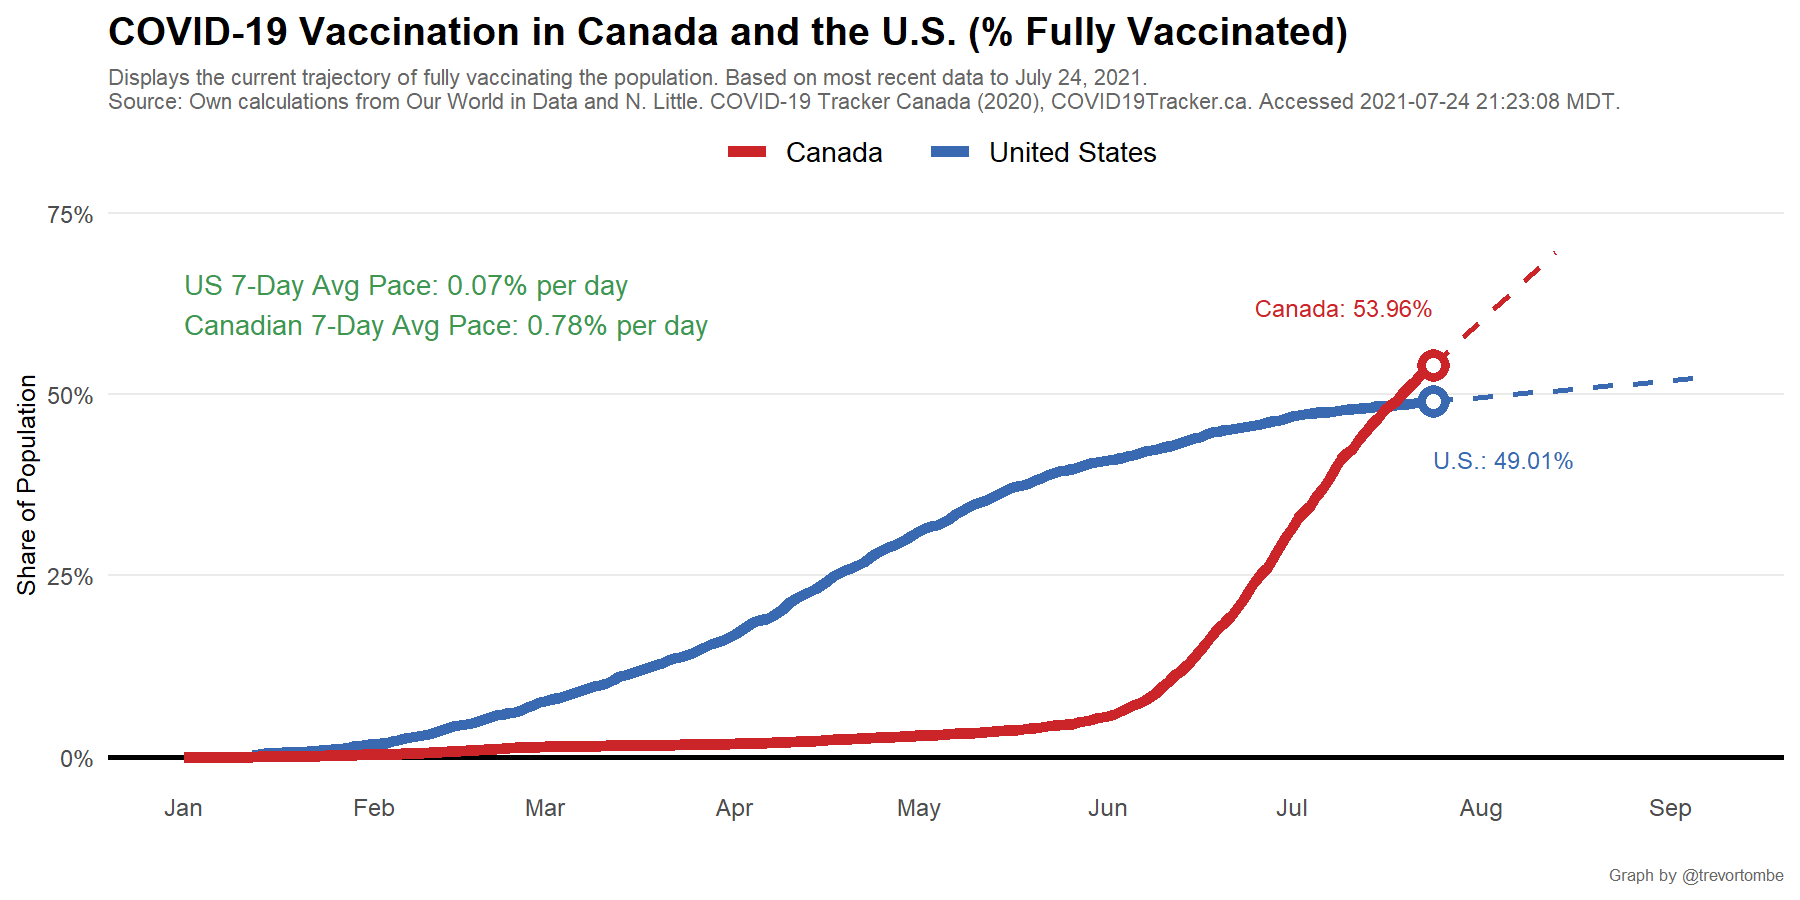 COVID-19 Vaccination in Canada and the U.S. (% Fully Vaccinated)
Displays the current trajectory of fully vaccinating the population. Based on most recent data to July 24, 2021.
Source: Own calculations from Our World in Data and N. Little. COVID-19 Tracker Canada (2020), COVID19Tracker.ca. Accessed 2021-07-24 21:23:08 MDT.
Canada United States
75%
US 7-Day Avg Pace: 0.07% per day
Canada: 53.96%
Canadian 7-Day Avg Pace: 0.78% per day
50%
U.S.: 49.01%
Share of Population
25%
0%
Jan Feb Mar Apr May Jun Jul Aug Sep
Graph by @trevortombe